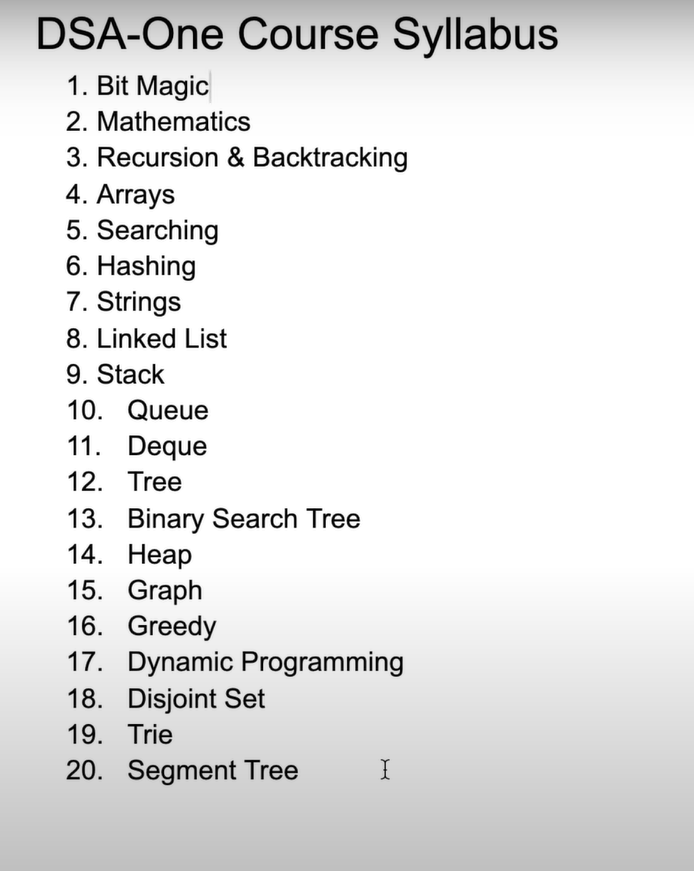 DSA-One Course Syllabus
1. Bit Magic
2. Mathematics
3. Recursion & Backtracking
4. Arrays
5. Searching
6. Hashing
7. Strings
8. Linked List
9. Stack
10. Queue
11. Deque
12. Tree
13. Binary Search Tree
14. Heap
15. Graph
16. Greedy
17. Dynamic Programming
18. Disjoint Set
19. Trie
20. Segment Tree